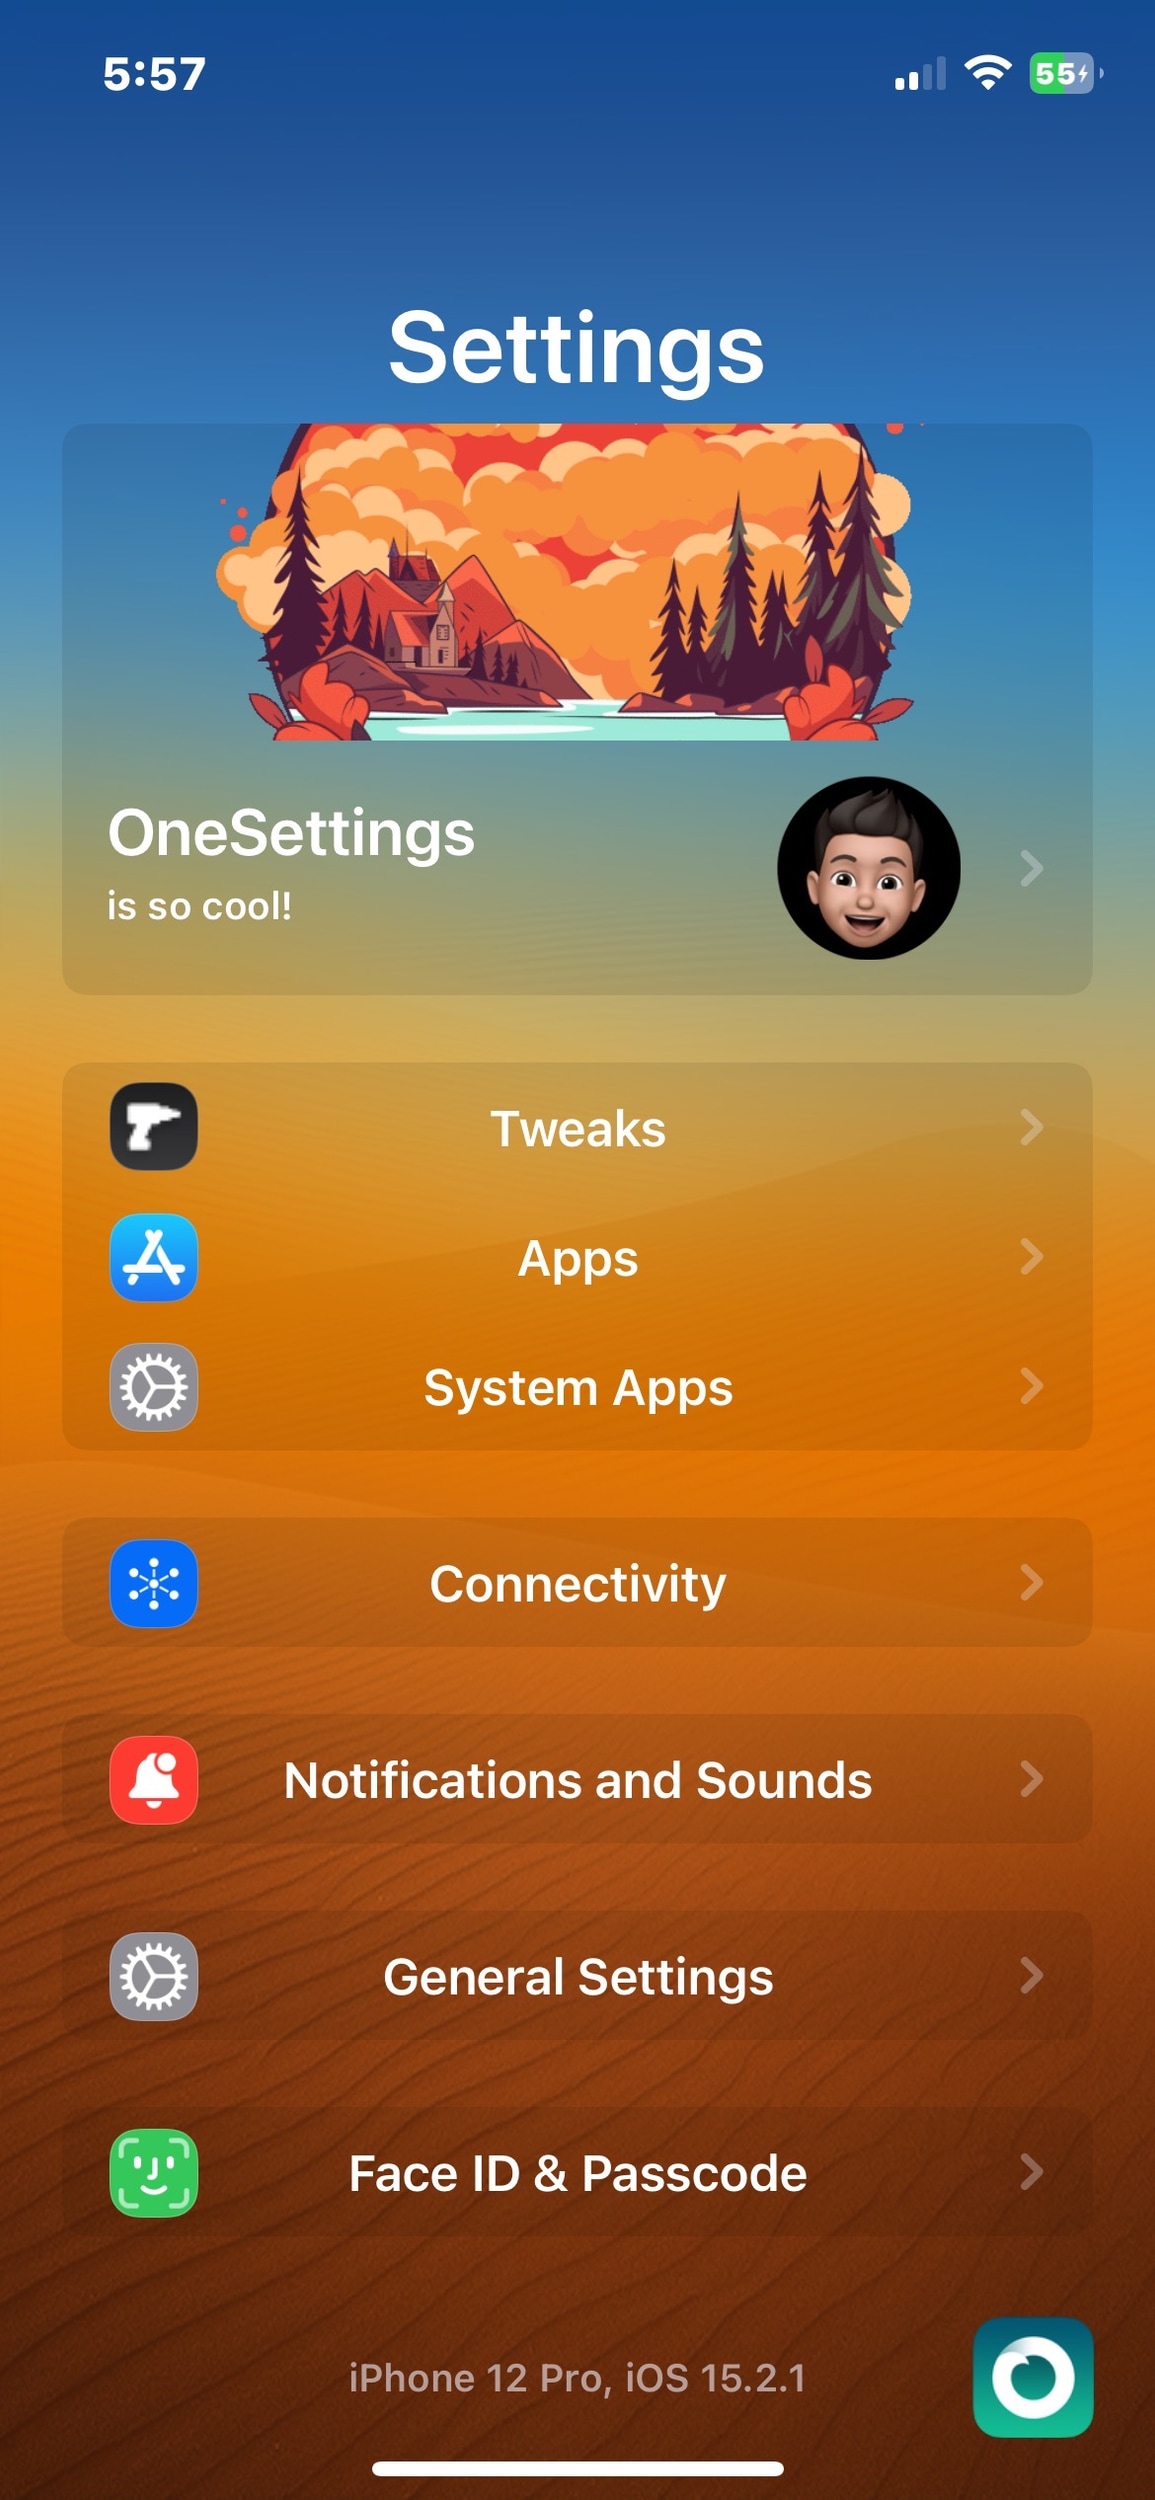 5:57
55
Settings
OneSettings
is so cool!
Tweaks
Apps
System Apps
Connectivity
Notifications and Sounds
General Settings
Face ID & Passcode
iPhone 12 Pro, iOS 15.2.1